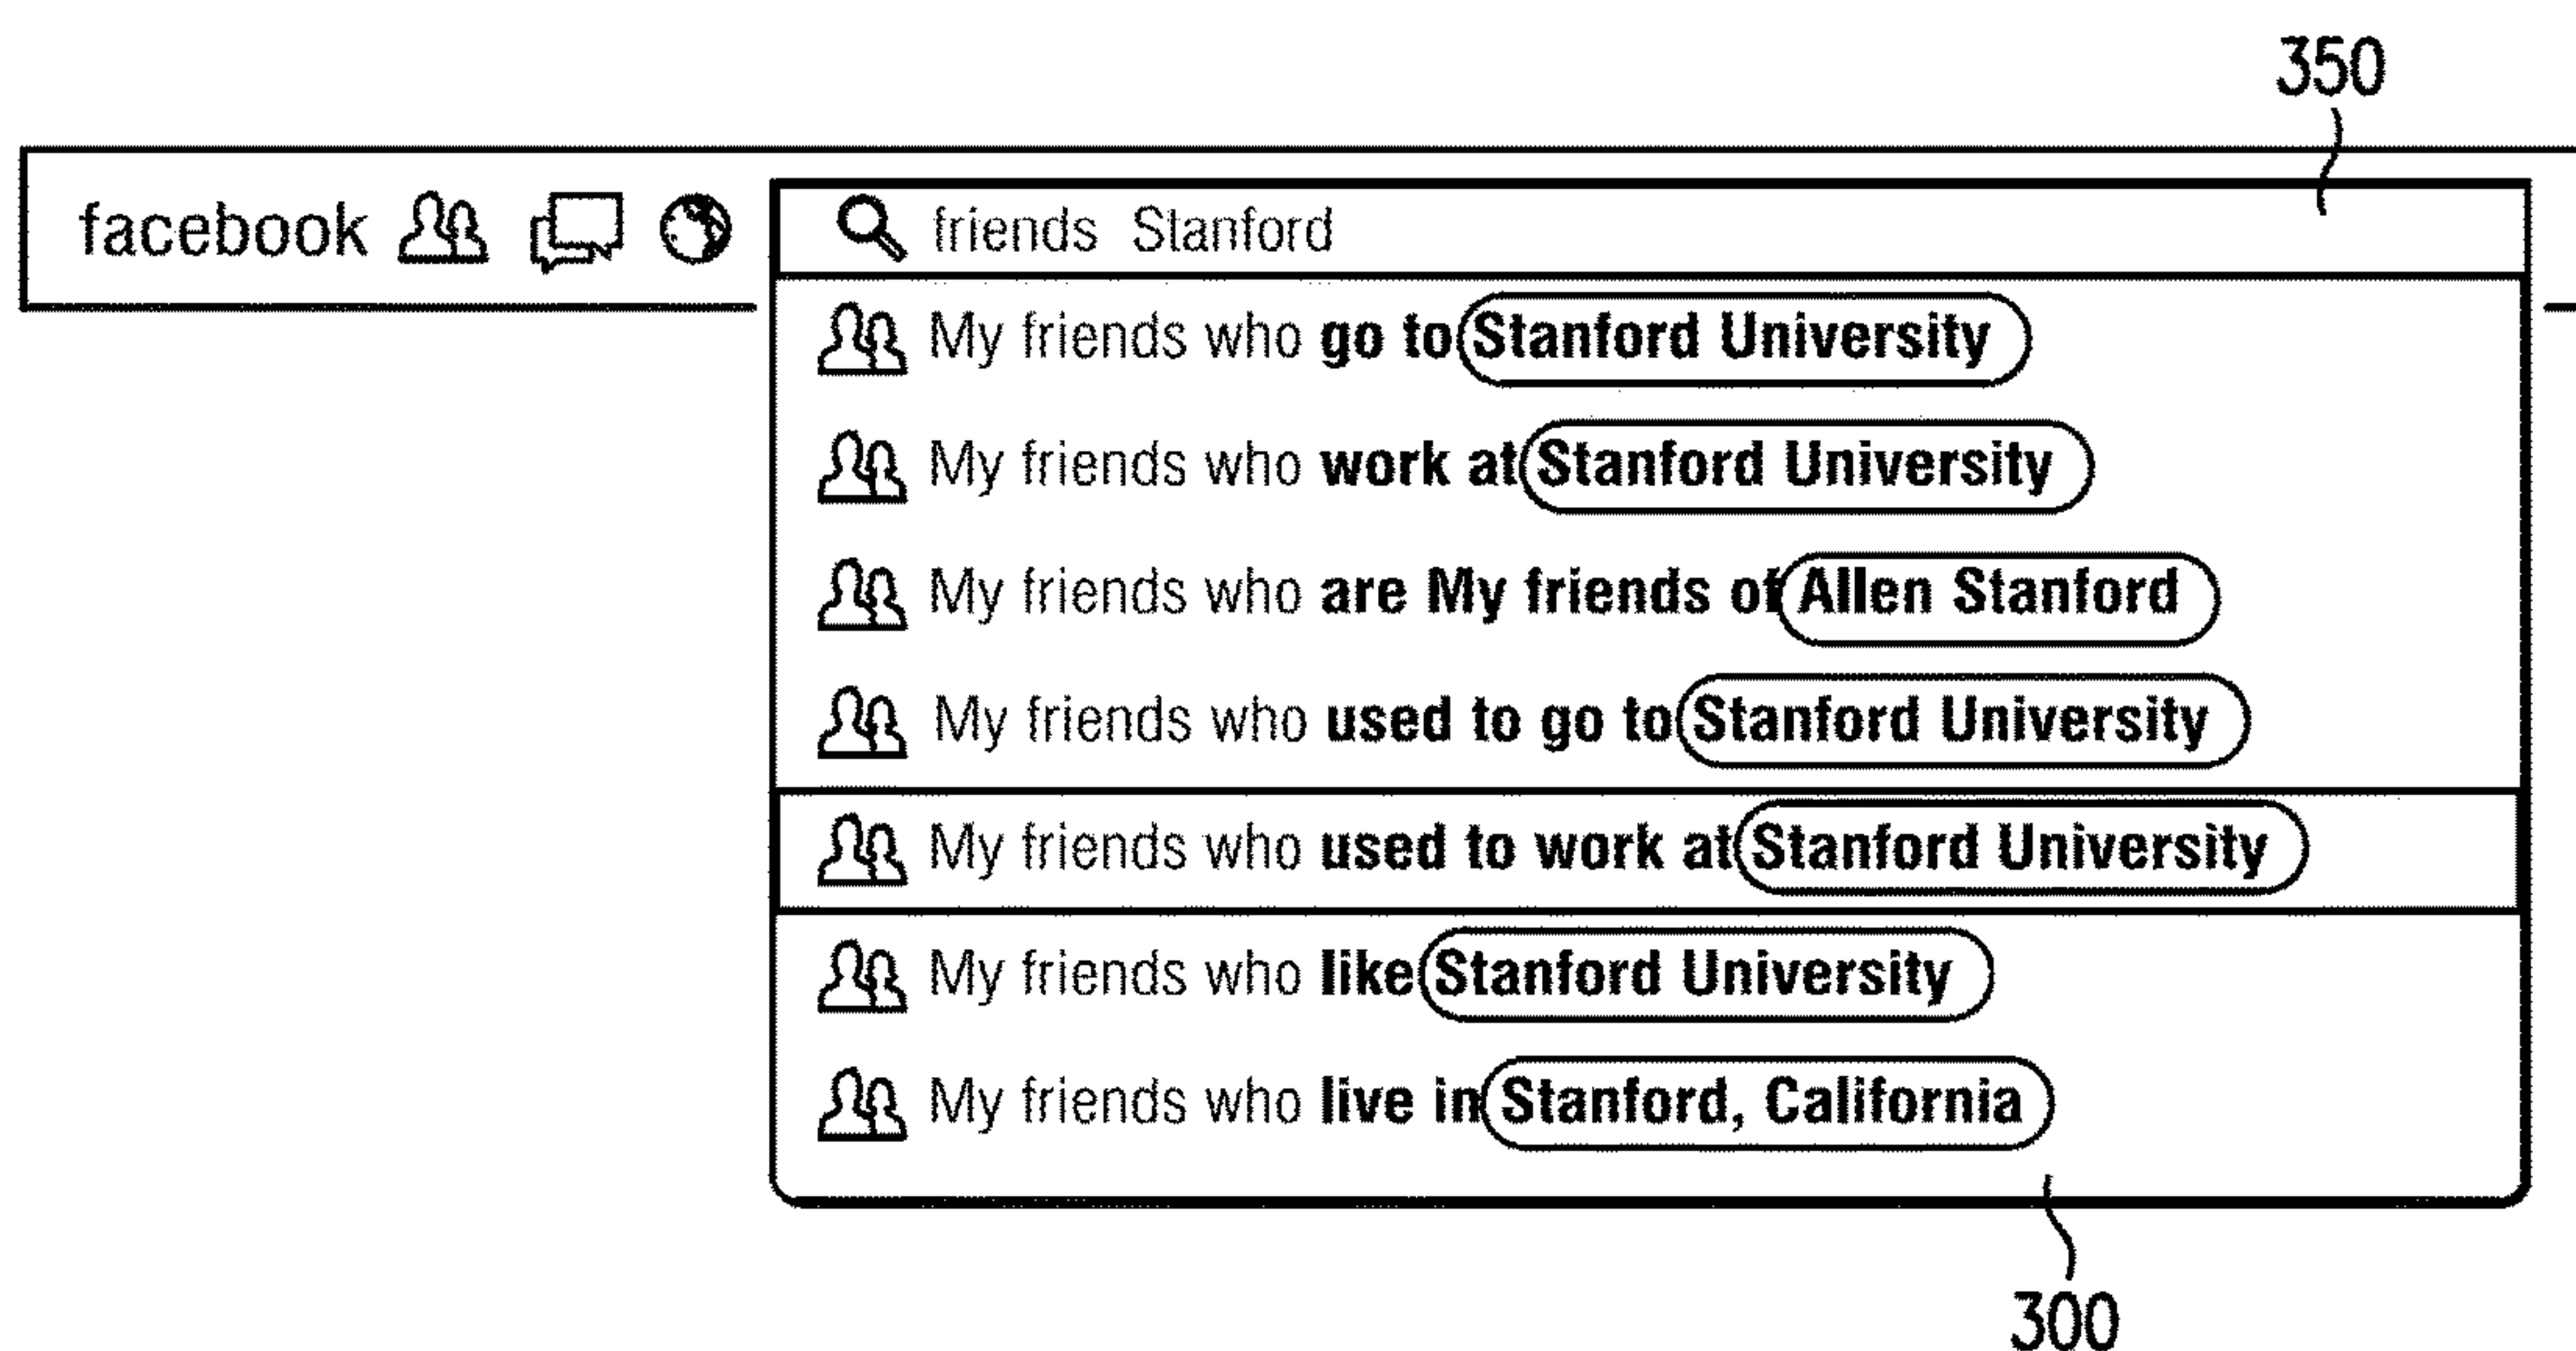 350
facebook friends Stanford
My friends who go to Stanford University
My friends who work at Stanford University
My friends who are My friends of Allen Stanford
My friends who used to go to Stanford University
My friends who used to work at Stanford University
My friends who like Stanford University
My friends who live in Stanford, California
300